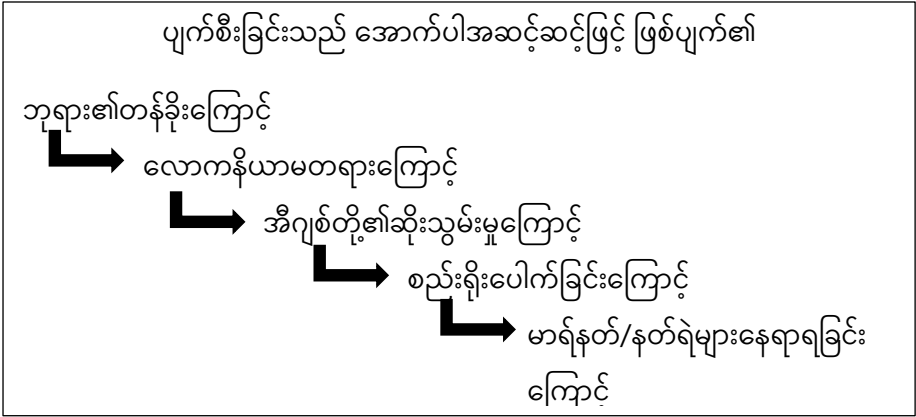 ပျက်စီးခြင်းသည် အောက်ပါအဆင့်ဆင့်ဖြင့် ဖြစ်ပျက်၏
ဘုရား၏တန်ခိုးကြောင့်
လောကနိယာမတရားကြောင့်
အီဂျစ်တို့၏ဆိုးသွမ်းမှုကြောင့်
စည်းရိုးပေါက်ခြင်းကြောင့်
မာရ်နတ်/နတ်ရဲများနေရာရခြင်း
ကြောင့်